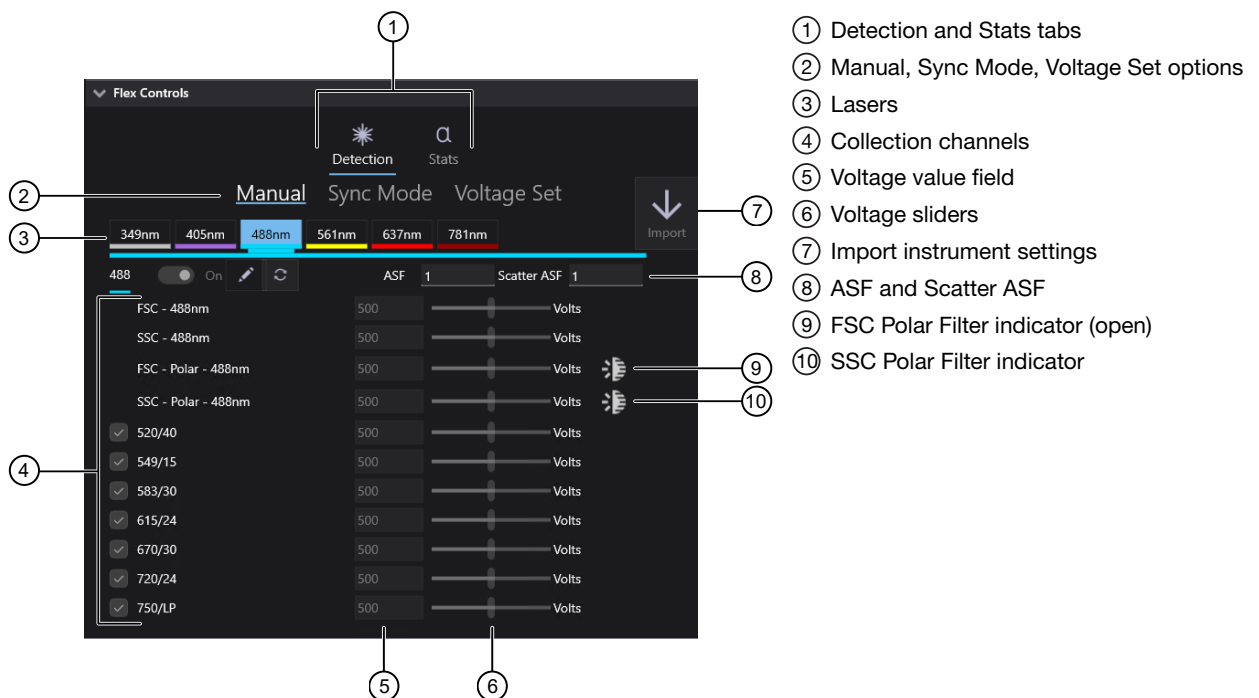 1
Flex Controls
α
Detection Stats
2
Manual Sync Mode Voltage Set
Import
7
3
349nm 405nm 488nm 561nm 637nm 781nm
488 On ASF 1 Scatter ASF 1
8
FSC - 488nm 500 Volts
SSC - 488nm 500 Volts
FSC - Polar - 488nm 500 Volts
9
SSC - Polar - 488nm 500 Volts
10
520/40 500 Volts
4
549/15 500 Volts
583/30 500 Volts
615/24 500 Volts
670/30 500 Volts
720/24 500 Volts
750/LP 500 Volts
5 6
1 Detection and Stats tabs
2 Manual, Sync Mode, Voltage Set options
3 Lasers
4 Collection channels
5 Voltage value field
6 Voltage sliders
7 Import instrument settings
8 ASF and Scatter ASF
9 FSC Polar Filter indicator (open)
10 SSC Polar Filter indicator